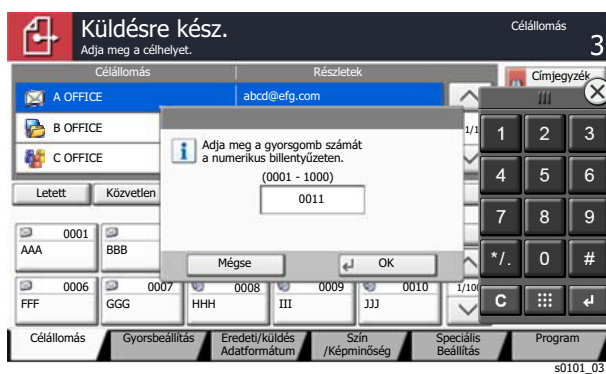 Küldésre kész.
Adja meg a célhelyet.
Célállomás
3
Célállomás Részletek
Címjegyzék
A OFFICE abcd@efg.com
B OFFICE
C OFFICE
1/1
Adja meg a gyorsgomb számát
a numerikus billentyűzeten.
(0001 - 1000)
0011
Mégse OK
Letett Közvetlen
0001
AAA BBB
0006 0007 0008 0009 0010 1/100
FFF GGG HHH III JJJ
1 2 3
4 5 6
7 8 9
*/. 0 #
C
Célállomás Gyorsbeállítás Eredeti/küldés
Adatformátum Szín
/Képminőség Speciális
Beállítás Program
s0101_03